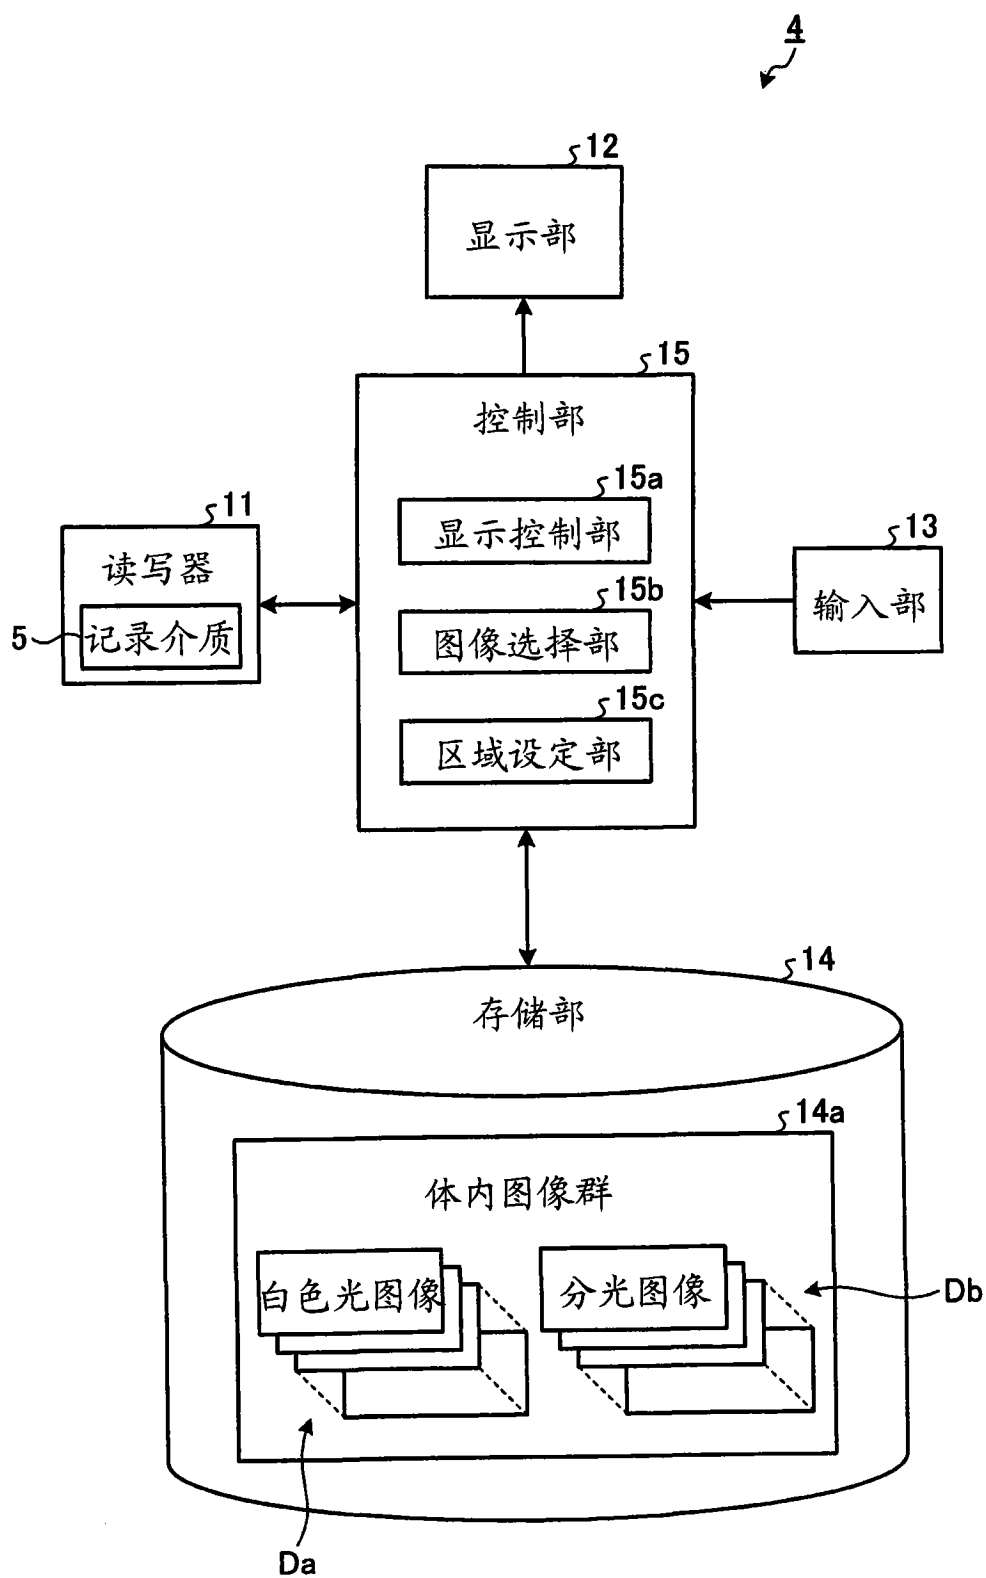 4
12
显示部
15
控制部
15a
显示控制部
11
读写器
5
记录介质
15b
图像选择部
13
输入部
15c
区域设定部
14
存储部
14a
体内图像群
白色光图像
分光图像
Db
Da